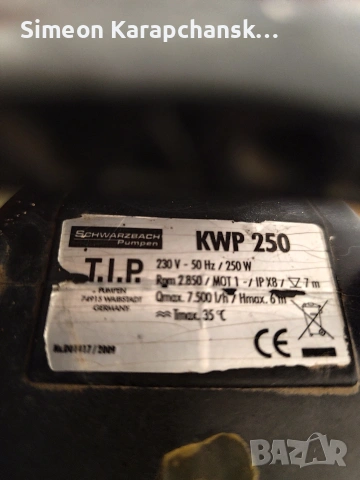 Simeon Karapchansk...
SCHWARZBACH
Pumpen
KWP 250
T.I.P.
PUMPEN
74915 WAIBSTADT
GERMANY
230 V - 50 Hz / 250 W
Rpm 2.850 / MOT 1 - / IP X8 / 7 m
Qmax. 7.500 l/h / Hmax. 6 m
Tmax. 35 °C
CE
/ 2009
BAZAR